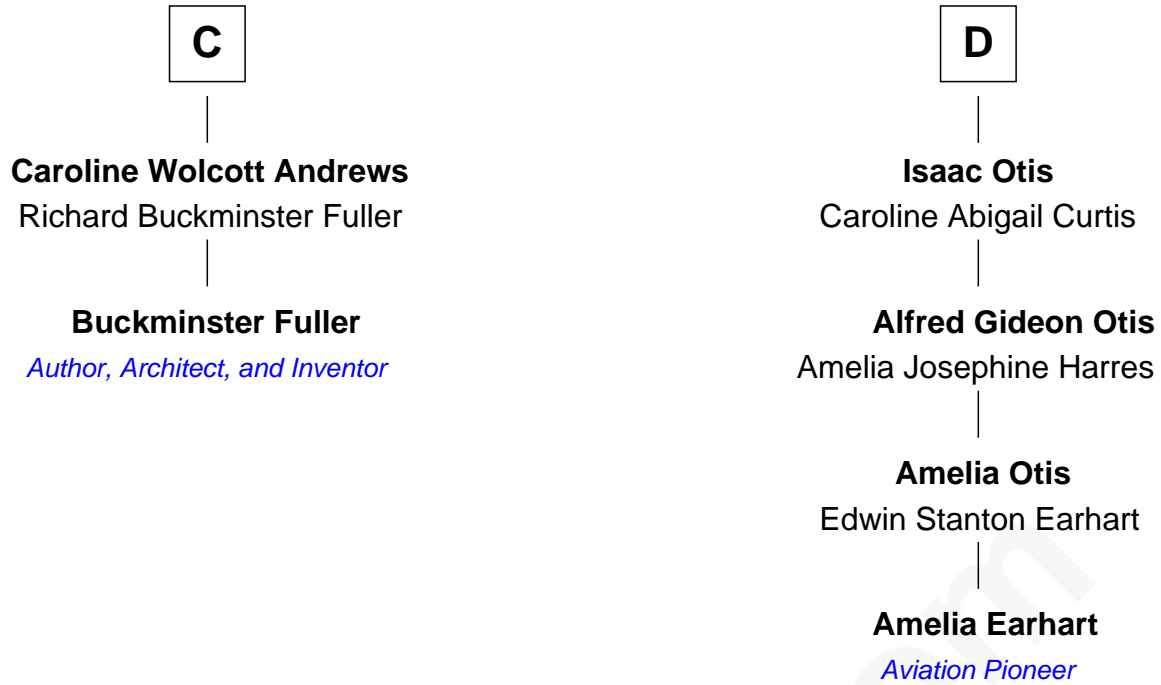 C
Caroline Wolcott Andrews
Richard Buckminster Fuller
Buckminster Fuller
Author, Architect, and Inventor
D
Isaac Otis
Caroline Abigail Curtis
Alfred Gideon Otis
Amelia Josephine Harres
Amelia Otis
Edwin Stanton Earhart
Amelia Earhart
Aviation Pioneer